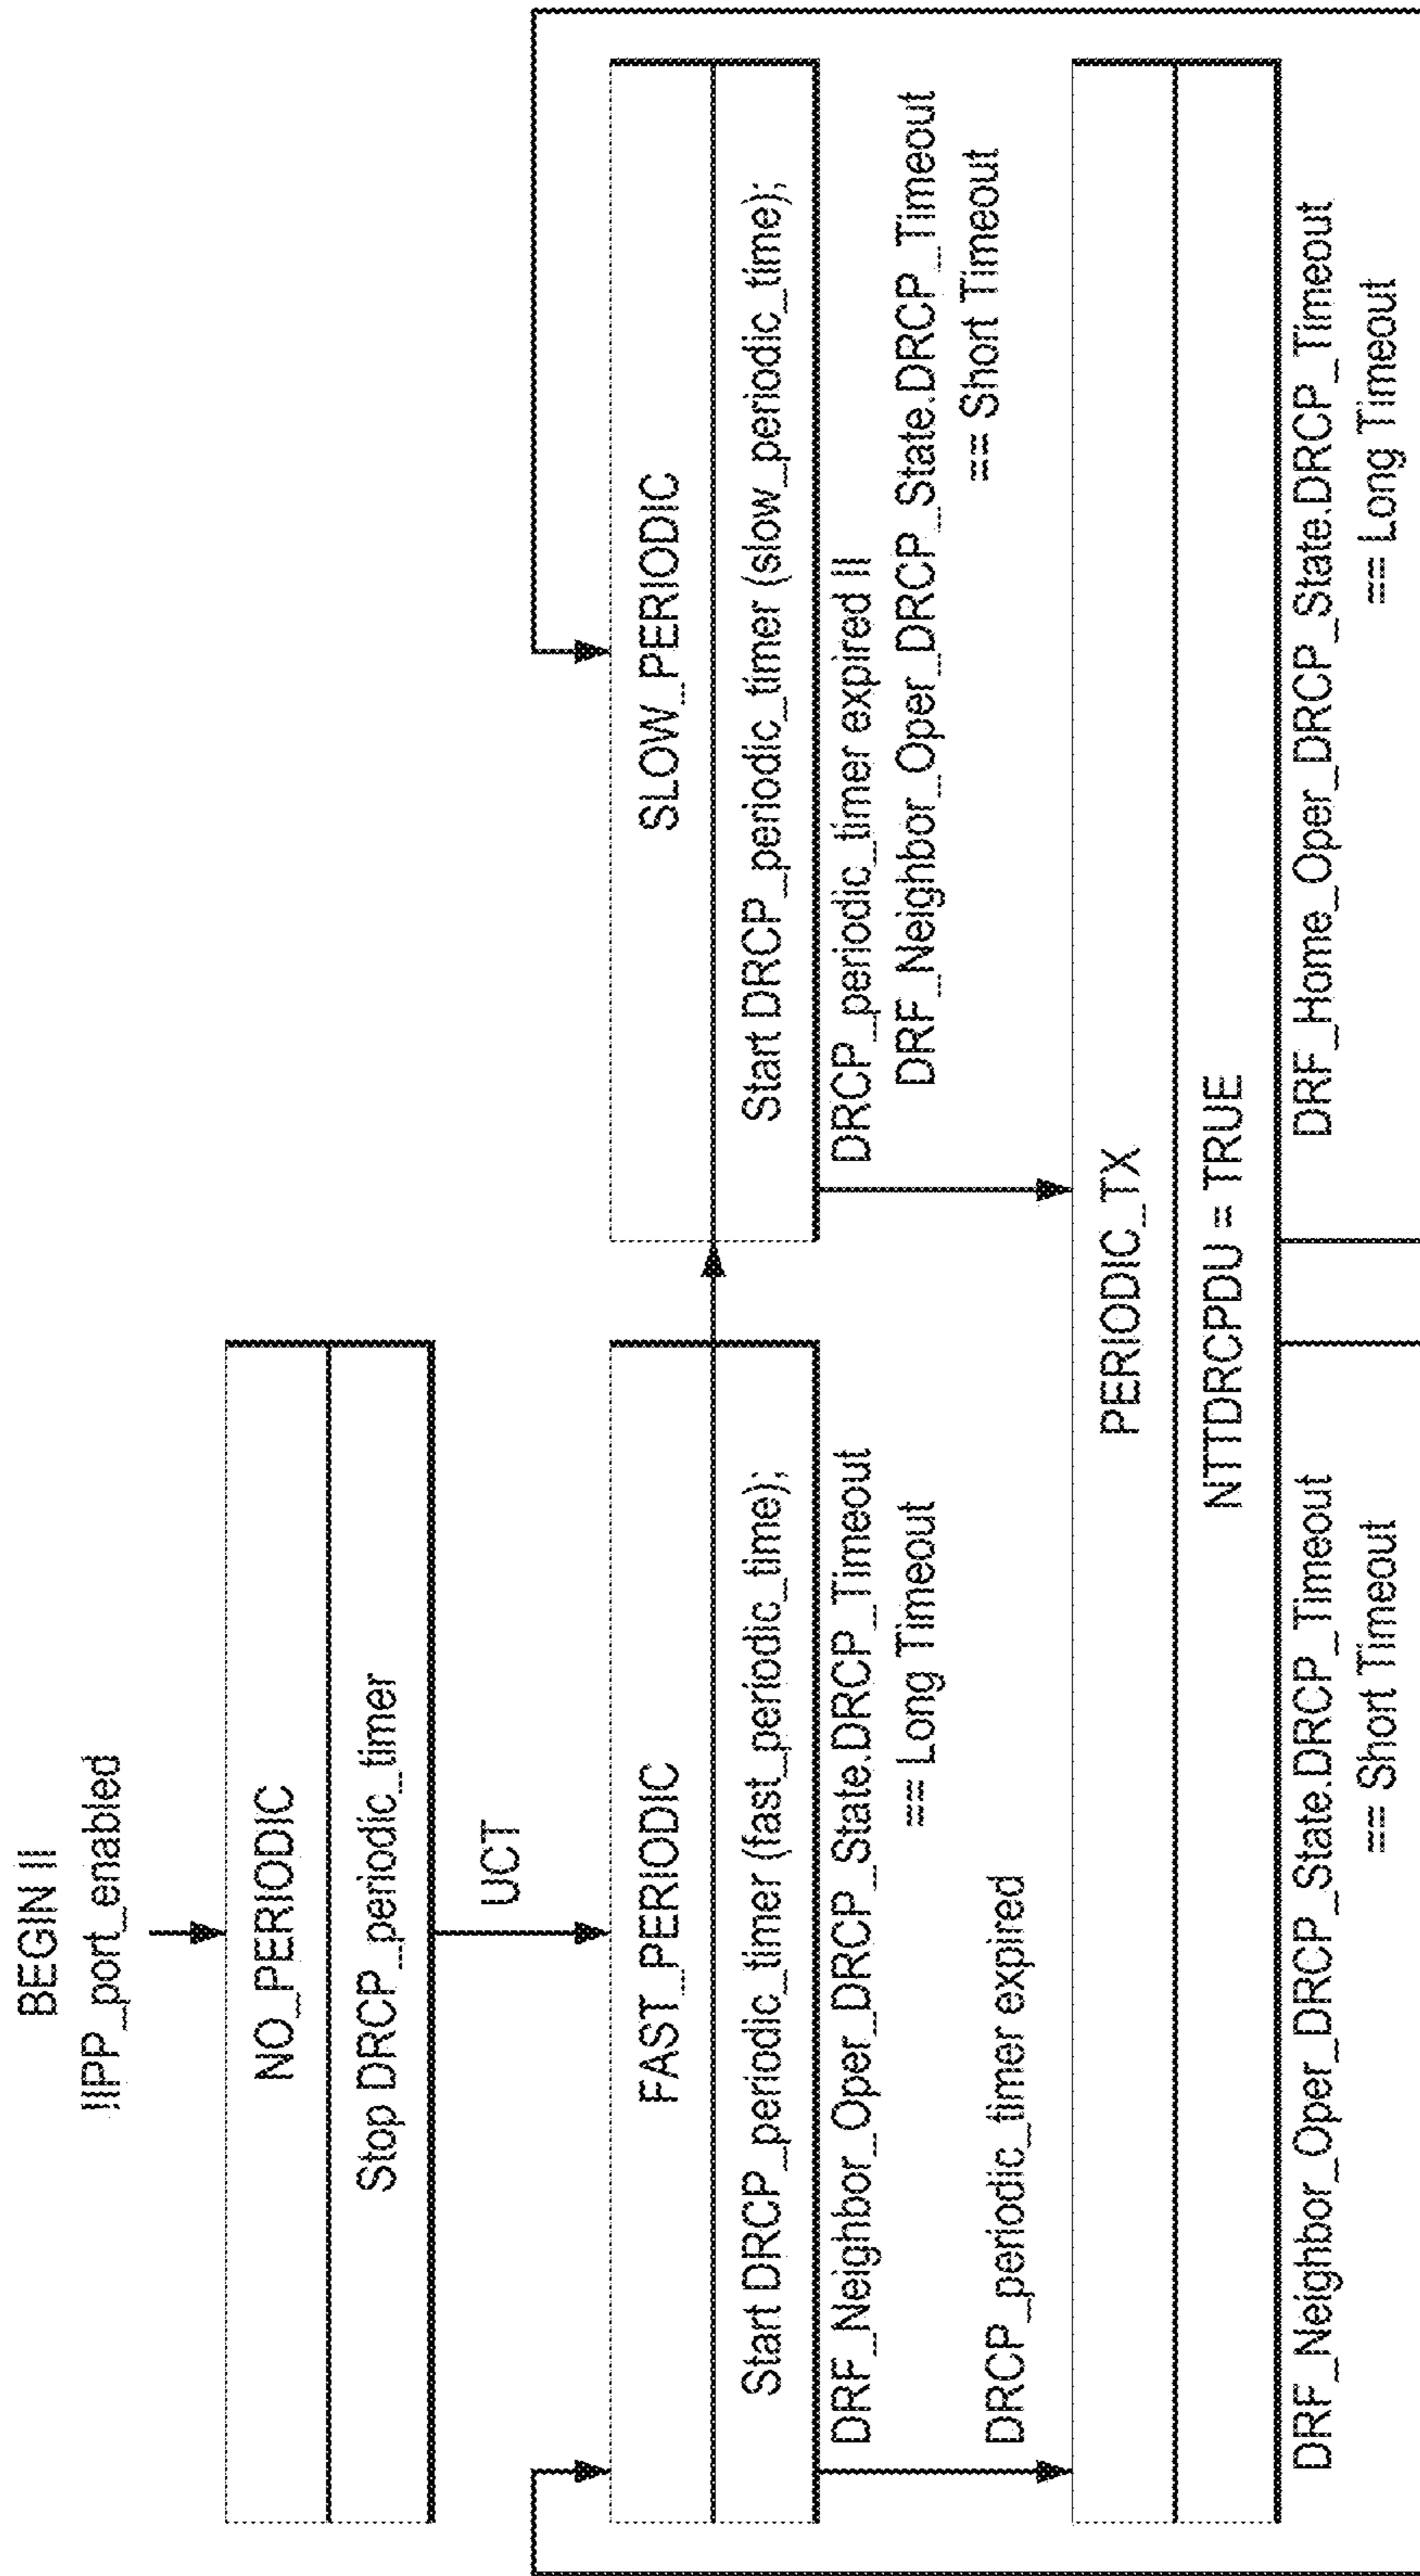 BEGIN ||
!IPP_port_enabled
NO_PERIODIC
Stop DRCP_periodic_timer
UCT
FAST_PERIODIC
Start DRCP_periodic_timer (fast_periodic_time);
DRF_Neighbor_Oper_DRCP_State.DRCP_Timeout
== Long Timeout
DRCP_periodic_timer expired
SLOW_PERIODIC
Start DRCP_periodic_timer (slow_periodic_time);
DRCP_periodic_timer expired ||
DRF_Neighbor_Oper_DRCP_State.DRCP_Timeout
== Short Timeout
PERIODIC_TX
NTTDRCPDU = TRUE
DRF_Neighbor_Oper_DRCP_State.DRCP_Timeout
== Short Timeout
DRF_Home_Oper_DRCP_State.DRCP_Timeout
== Long Timeout